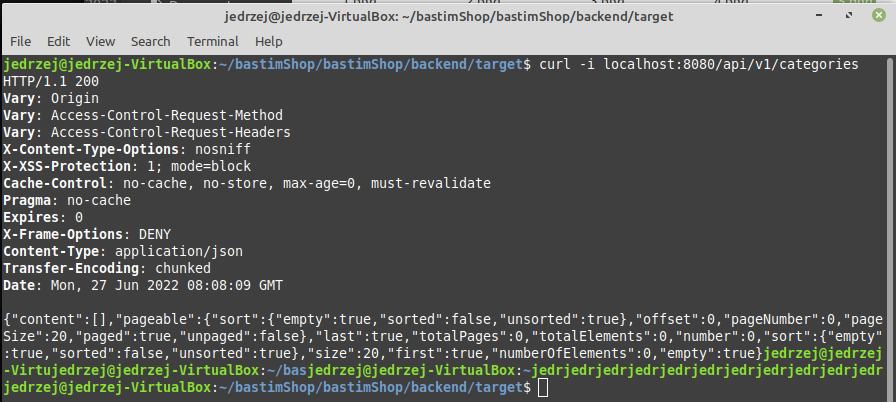 jedrzej@jedrzej-VirtualBox: ~/bastimShop/bastimShop/backend/target
File Edit View Search Terminal Help
jedrzej@jedrzej-VirtualBox:~/bastimShop/bastimShop/backend/target$ curl -i localhost:8080/api/v1/categories
HTTP/1.1 200
Vary: Origin
Vary: Access-Control-Request-Method
Vary: Access-Control-Request-Headers
X-Content-Type-Options: nosniff
X-XSS-Protection: 1; mode=block
Cache-Control: no-cache, no-store, max-age=0, must-revalidate
Pragma: no-cache
Expires: 0
X-Frame-Options: DENY
Content-Type: application/json
Transfer-Encoding: chunked
Date: Mon, 27 Jun 2022 08:08:09 GMT
{"content":[],"pageable":{"sort":{"empty":true,"sorted":false,"unsorted":true},"offset":0,"pageNumber":0,"page
Size":20,"paged":true,"unpaged":false},"last":true,"totalPages":0,"totalElements":0,"number":0,"sort":{"empty"
:true,"sorted":false,"unsorted":true},"size":20,"first":true,"numberOfElements":0,"empty":true}jedrzej@jedrzej
-Virtujedrzej@jedrzej-VirtualBox:~/basjedrzej@jedrzej-VirtualBox:~jedrjedrjedrjedrjedrjedrjedrjedrjedrjedrjedr
jedrzej@jedrzej-VirtualBox:~/bastimShop/bastimShop/backend/target$